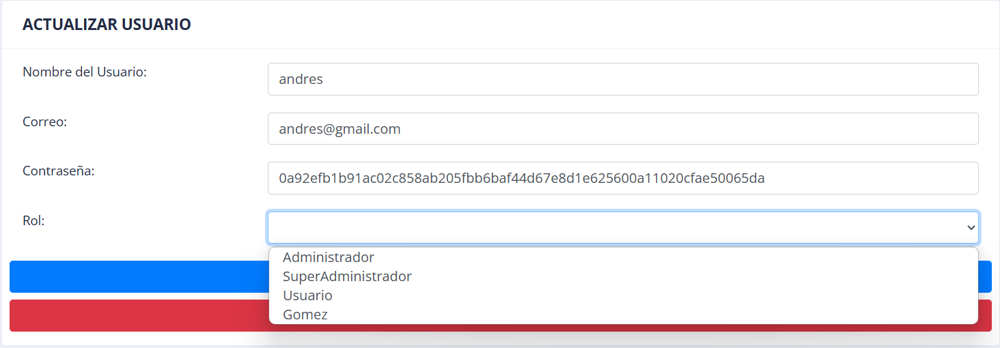 ACTUALIZAR USUARIO
Nombre del Usuario:
andres
Correo:
andres@gmail.com
Contraseña:
0a92efb1b91ac02c858ab205fbb6baf44d67e8d1e625600a11020cfae50065da
Rol:
Administrador
SuperAdministrador
Usuario
Gomez